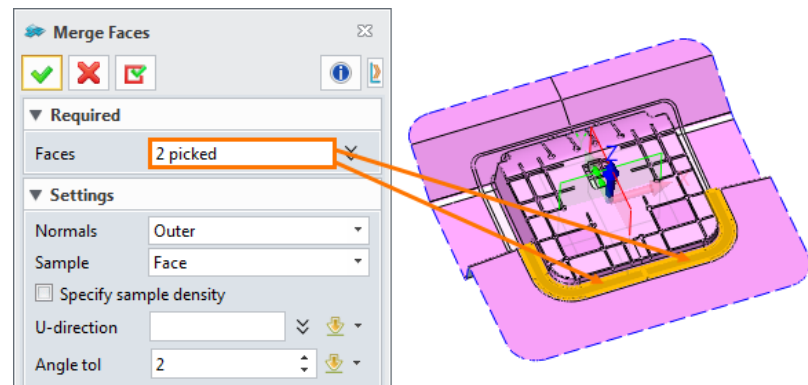 Merge Faces
▼ Required
Faces 2 picked
▼ Settings
Normals Outer
Sample Face
Specify sample density
U-direction
Angle tol 2
Z